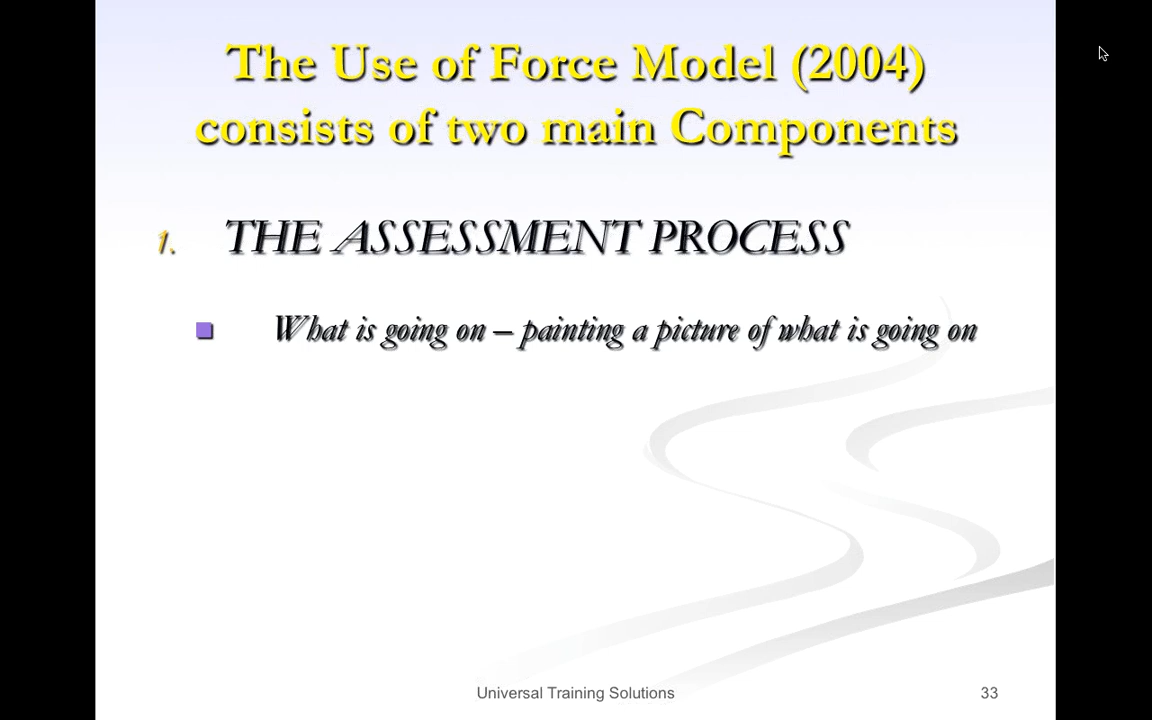 The Use of Force Model (2004)
consists of two main Components
1. THE ASSESSMENT PROCESS
What is going on – painting a picture of what is going on
Universal Training Solutions
33